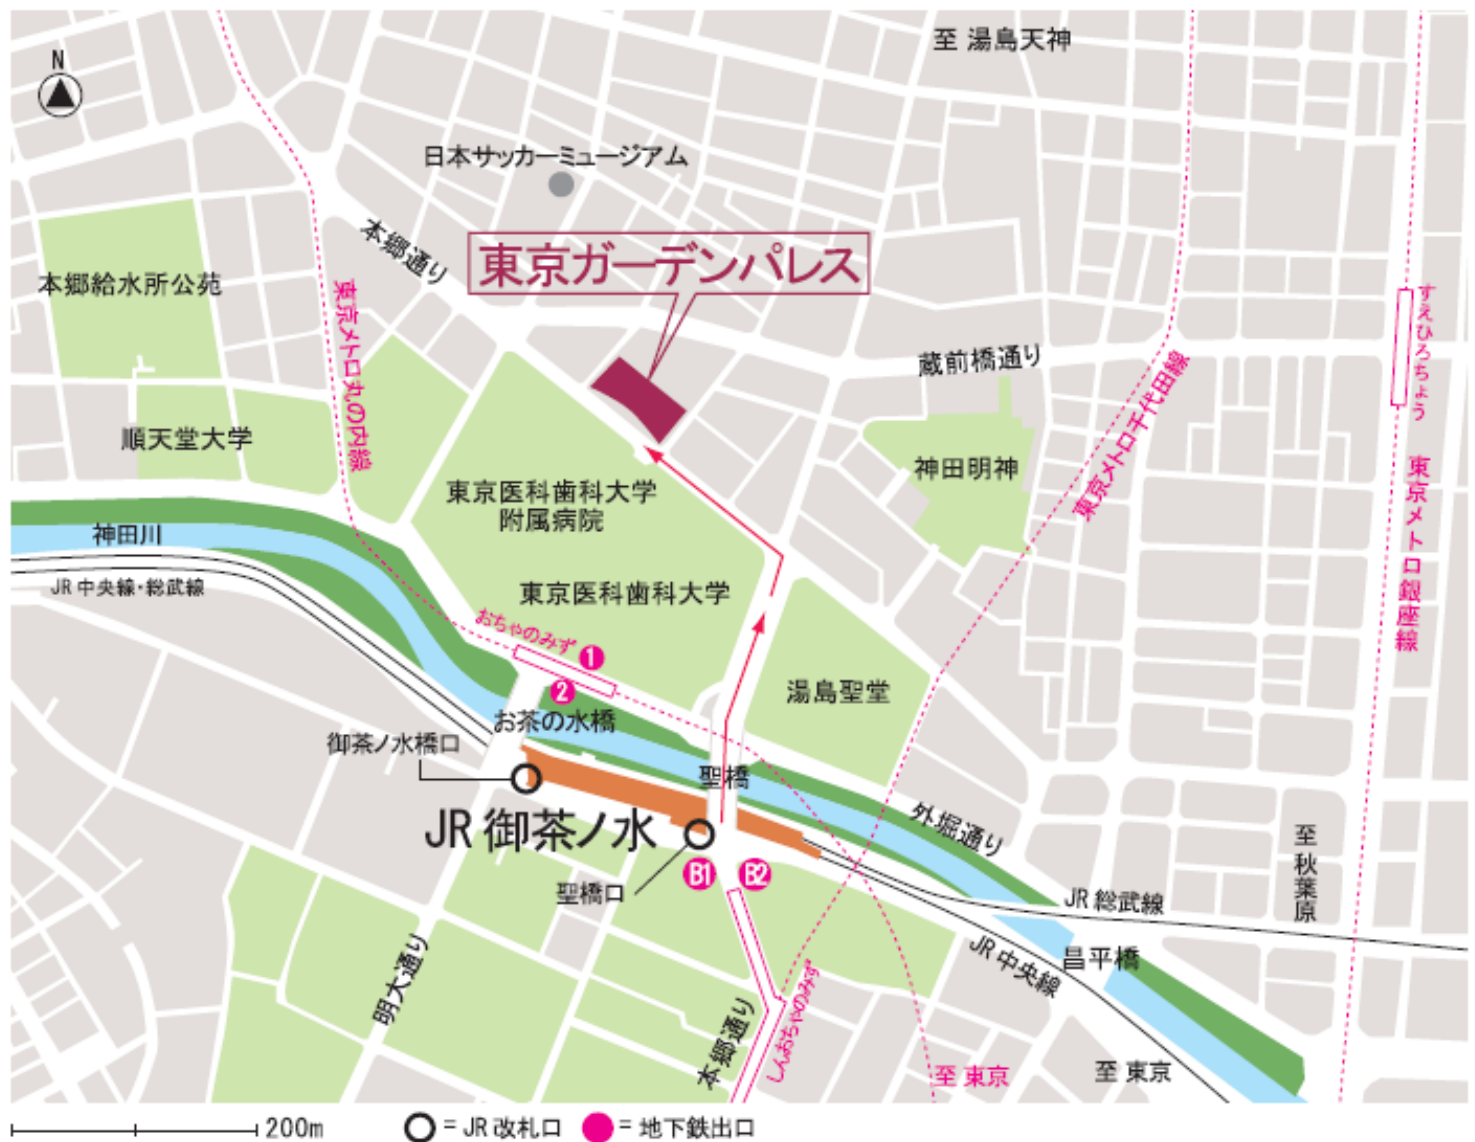 至 湯島天神
N
日本サッカーミュージアム
本郷通り
東京ガーデンパレス
本郷給水所公苑
東京メトロ丸の内線
すえひろちょう
蔵前橋通り
東京メトロ千代田線
順天堂大学
神田明神
東京メトロ銀座線
東京医科歯科大学
附属病院
神田川
JR 中央線・総武線
東京医科歯科大学
おちゃのみず
1
2
湯島聖堂
お茶の水橋
御茶ノ水橋口
聖橋
JR 御茶ノ水
外堀通り
至 秋葉原
B1
B2
聖橋口
JR 総武線
JR 中央線
昌平橋
明大通り
本郷通り
しんおちゃのみず
至 東京
至 東京
200m
= JR 改札口
= 地下鉄出口